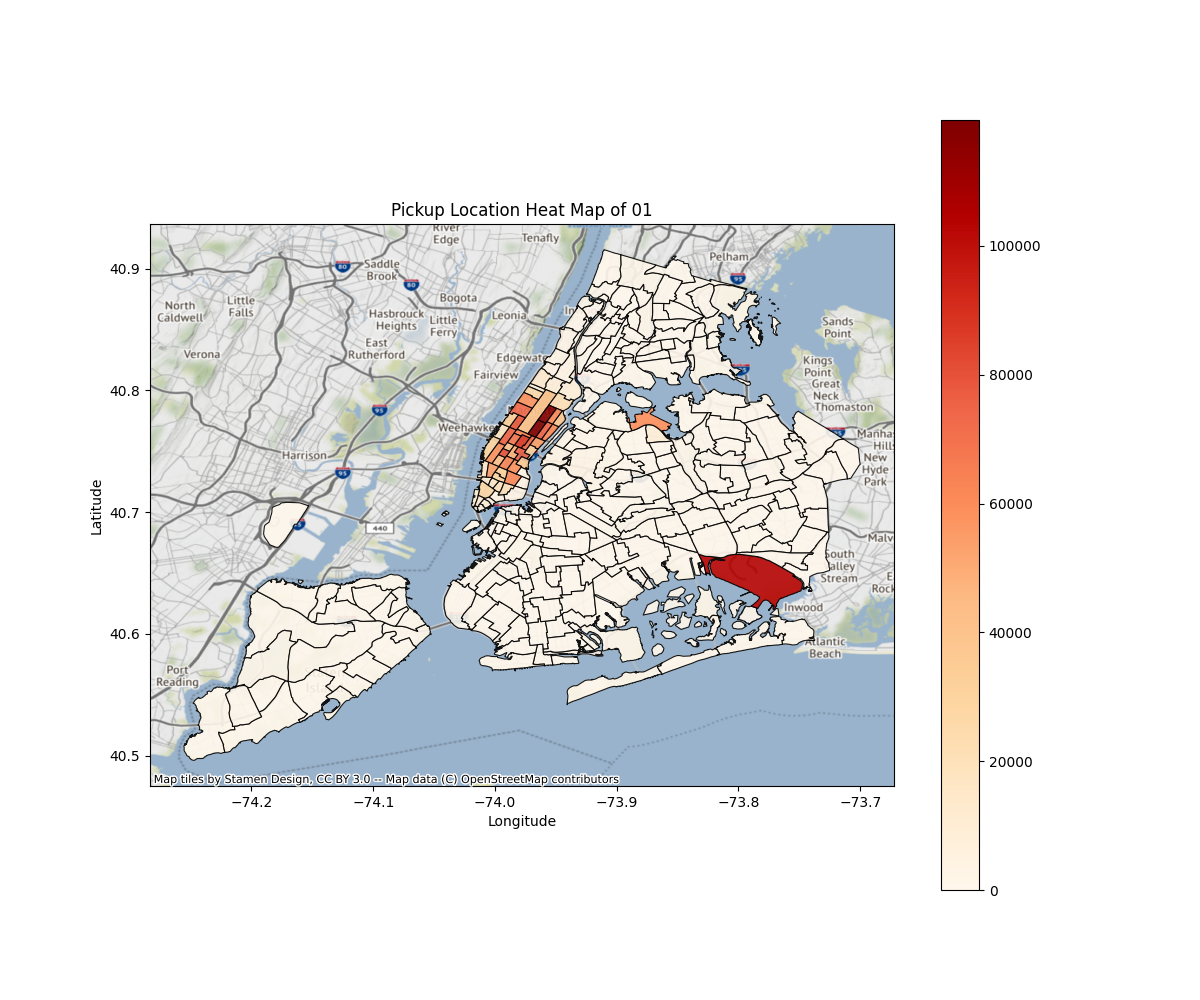 Pickup Location Heat Map of 01
River
Edge
Tenafly
Pelham
Saddle
Brook
80
80
95
North
Caldwell
Little
Falls
Bogota
Leonia
Hasbrouck
Heights
Little
Ferry
Sands
Point
Verona
East
Rutherford
Edgewate
Fairview
Kings
Point
Great
Neck
Thomaston
95
Weehawke
Manha
Hills
New
Hyde
Park
Harrison
95
440
Malv
South
Valley
Stream
Inwood
Atlantic
Beach
Port
Reading
Map tiles by Stamen Design, CC BY 3.0 -- Map data (C) OpenStreetMap contributors
40.9
40.8
40.7
40.6
40.5
Latitude
−74.2
−74.1
−74.0
−73.9
−73.8
−73.7
Longitude
100000
80000
60000
40000
20000
0